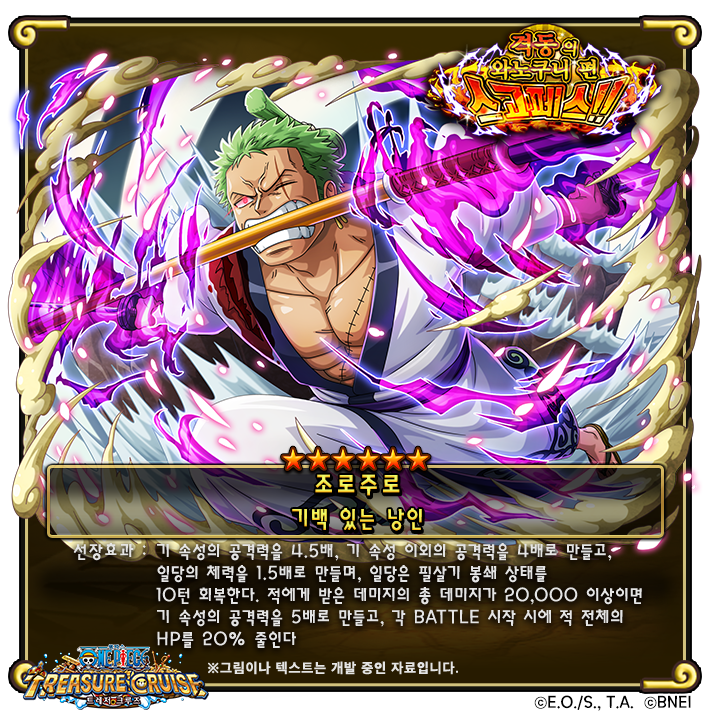 격동의
와노쿠니 편
스고페스!!
조로주로
기백 있는 낭인
선장효과 : 기 속성의 공격력을 4.5배, 기 속성 이외의 공격력을 4배로 만들고,
일당의 체력을 1.5배로 만들며, 일당은 필살기 봉쇄 상태를
10턴 회복한다. 적에게 받은 데미지의 총 데미지가 20,000 이상이면
기 속성의 공격력을 5배로 만들고, 각 BATTLE 시작 시에 적 전체의
HP를 20% 줄인다
※그림이나 텍스트는 개발 중인 자료입니다.
ONE PIECE
TREASURE CRUISE
트레저 크루즈
©E.O./S., T.A. ©BNEI